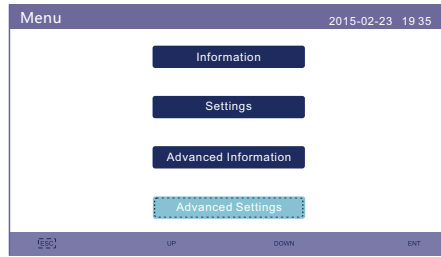 Menu 2015-02-23 19 35
Information
Settings
Advanced Information
Advanced Settings
ESC UP DOWN ENT